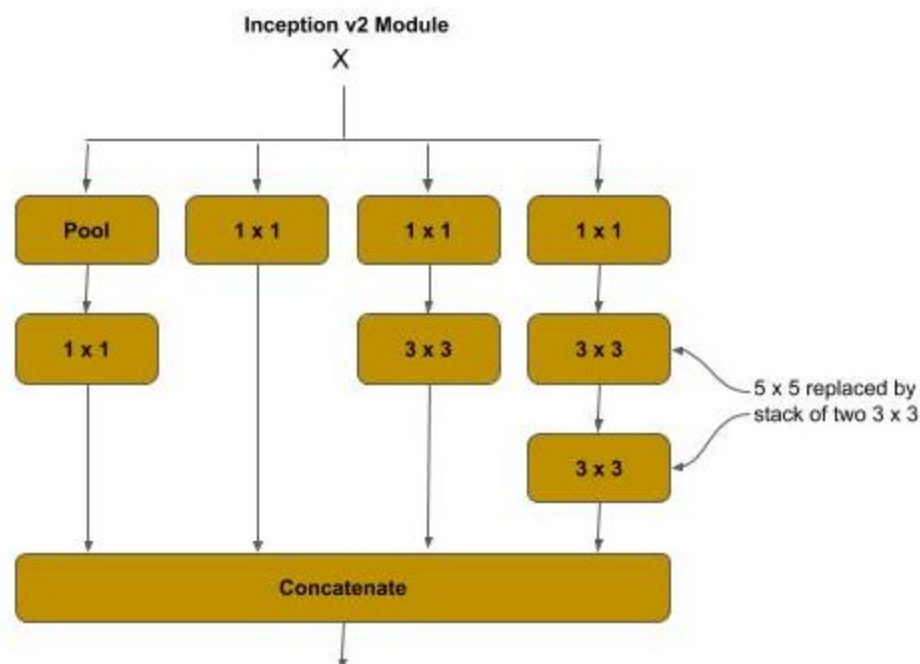 Inception v2 Module
X
Pool
1 x 1
1 x 1
1 x 1
1 x 1
3 x 3
3 x 3
5 x 5 replaced by
stack of two 3 x 3
3 x 3
Concatenate